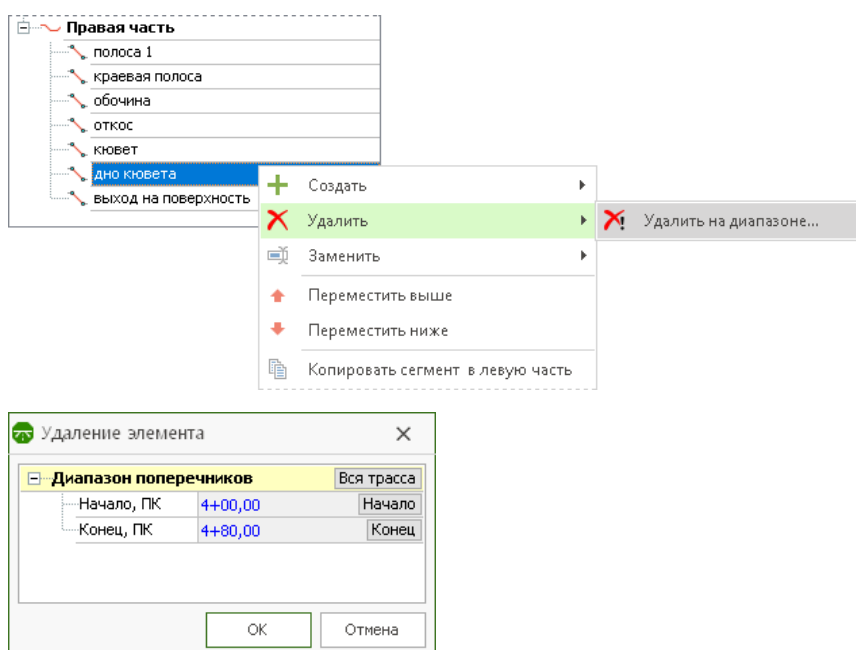 Правая часть
полоса 1
краевая полоса
обочина
откос
кювет
дно кювета
выход на поверхность
Создать
Удалить
Удалить на диапазоне...
Заменить
Переместить выше
Переместить ниже
Копировать сегмент в левую часть
Удаление элемента
Диапазон поперечников Вся трасса
Начало, ПК 4+00,00 Начало
Конец, ПК 4+80,00 Конец
ОК Отмена